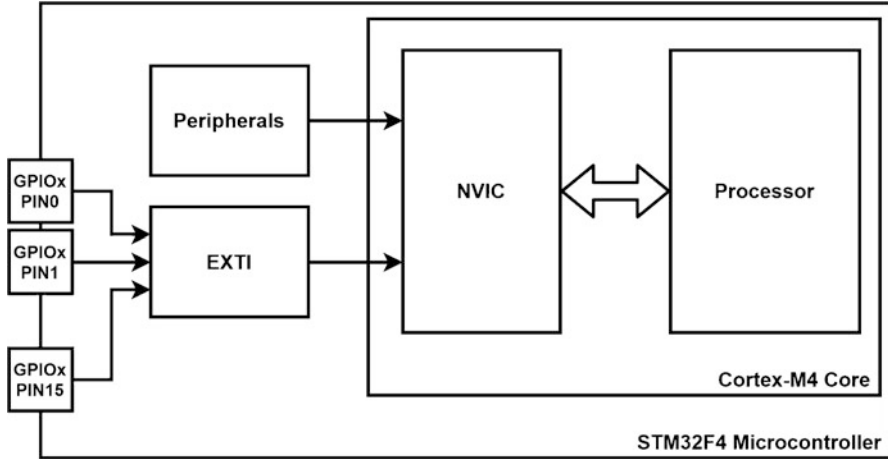 Peripherals
GPIOx
PIN0
GPIOx
PIN1
EXTI
GPIOx
PIN15
NVIC
Processor
Cortex-M4 Core
STM32F4 Microcontroller